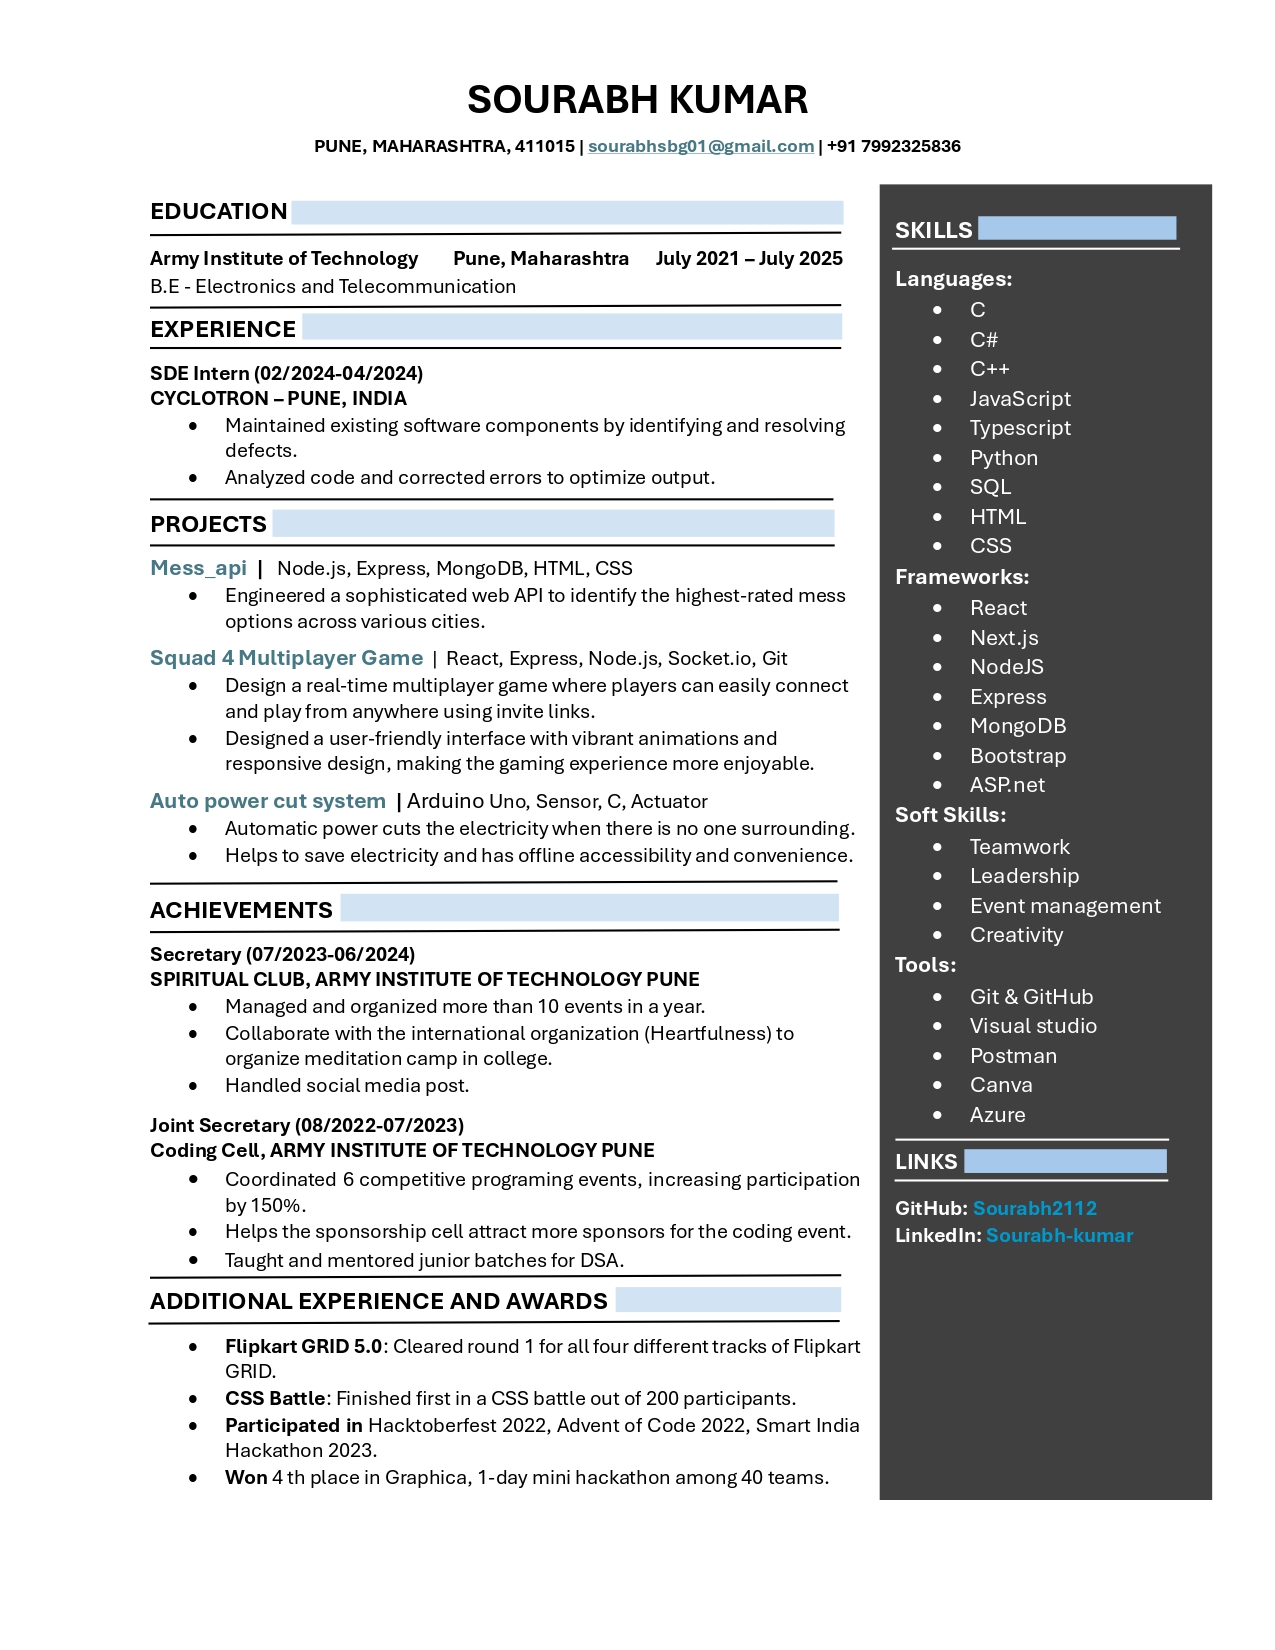 SOURABH KUMAR
PUNE, MAHARASHTRA, 411015 | sourabhsbg01@gmail.com | +91 7992325836
EDUCATION
Army Institute of Technology Pune, Maharashtra July 2021 – July 2025
B.E - Electronics and Telecommunication
EXPERIENCE
SDE Intern (02/2024-04/2024)
CYCLOTRON – PUNE, INDIA
• Maintained existing software components by identifying and resolving
defects.
• Analyzed code and corrected errors to optimize output.
PROJECTS
Mess_api | Node.js, Express, MongoDB, HTML, CSS
• Engineered a sophisticated web API to identify the highest-rated mess
options across various cities.
Squad 4 Multiplayer Game | React, Express, Node.js, Socket.io, Git
• Design a real-time multiplayer game where players can easily connect
and play from anywhere using invite links.
• Designed a user-friendly interface with vibrant animations and
responsive design, making the gaming experience more enjoyable.
Auto power cut system | Arduino Uno, Sensor, C, Actuator
• Automatic power cuts the electricity when there is no one surrounding.
• Helps to save electricity and has offline accessibility and convenience.
ACHIEVEMENTS
Secretary (07/2023-06/2024)
SPIRITUAL CLUB, ARMY INSTITUTE OF TECHNOLOGY PUNE
• Managed and organized more than 10 events in a year.
• Collaborate with the international organization (Heartfulness) to
organize meditation camp in college.
• Handled social media post.
Joint Secretary (08/2022-07/2023)
Coding Cell, ARMY INSTITUTE OF TECHNOLOGY PUNE
• Coordinated 6 competitive programing events, increasing participation
by 150%.
• Helps the sponsorship cell attract more sponsors for the coding event.
• Taught and mentored junior batches for DSA.
ADDITIONAL EXPERIENCE AND AWARDS
• Flipkart GRID 5.0: Cleared round 1 for all four different tracks of Flipkart
GRID.
• CSS Battle: Finished first in a CSS battle out of 200 participants.
• Participated in Hacktoberfest 2022, Advent of Code 2022, Smart India
Hackathon 2023.
• Won 4 th place in Graphica, 1-day mini hackathon among 40 teams.
SKILLS
Languages:
• C
• C#
• C++
• JavaScript
• Typescript
• Python
• SQL
• HTML
• CSS
Frameworks:
• React
• Next.js
• NodeJS
• Express
• MongoDB
• Bootstrap
• ASP.net
Soft Skills:
• Teamwork
• Leadership
• Event management
• Creativity
Tools:
• Git & GitHub
• Visual studio
• Postman
• Canva
• Azure
LINKS
GitHub: Sourabh2112
LinkedIn: Sourabh-kumar